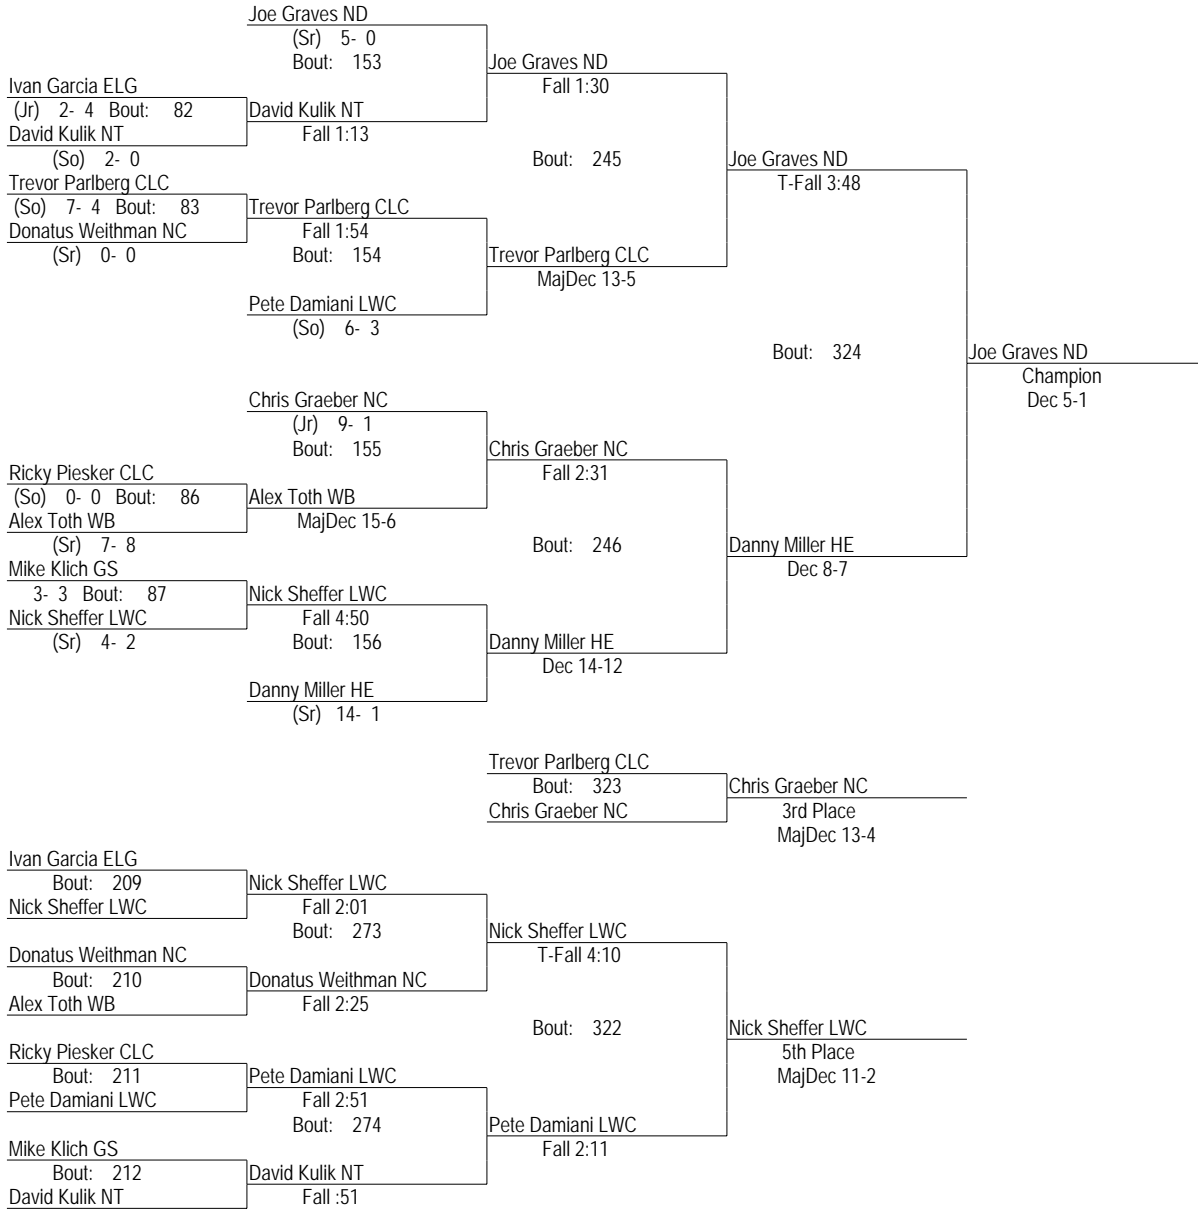 Joe Graves ND
(Sr) 5- 0
Bout: 153
Joe Graves ND
Fall 1:30
Ivan Garcia ELG
(Jr) 2- 4 Bout: 82
David Kulik NT
David Kulik NT
Fall 1:13
(So) 2- 0
Bout: 245
Joe Graves ND
T-Fall 3:48
Trevor Parlberg CLC
(So) 7- 4 Bout: 83
Trevor Parlberg CLC
Donatus Weithman NC
Fall 1:54
(Sr) 0- 0
Bout: 154
Trevor Parlberg CLC
MajDec 13-5
Pete Damiani LWC
(So) 6- 3
Bout: 324
Joe Graves ND
Champion
Dec 5-1
Chris Graeber NC
(Jr) 9- 1
Bout: 155
Chris Graeber NC
Fall 2:31
Ricky Piesker CLC
(So) 0- 0 Bout: 86
Alex Toth WB
Alex Toth WB
MajDec 15-6
(Sr) 7- 8
Bout: 246
Danny Miller HE
Dec 8-7
Mike Klich GS
3- 3 Bout: 87
Nick Sheffer LWC
Nick Sheffer LWC
Fall 4:50
(Sr) 4- 2
Bout: 156
Danny Miller HE
Dec 14-12
Danny Miller HE
(Sr) 14- 1
Trevor Parlberg CLC
Bout: 323
Chris Graeber NC
Chris Graeber NC
3rd Place
MajDec 13-4
Ivan Garcia ELG
Bout: 209
Nick Sheffer LWC
Nick Sheffer LWC
Fall 2:01
Bout: 273
Nick Sheffer LWC
T-Fall 4:10
Donatus Weithman NC
Bout: 210
Alex Toth WB
Donatus Weithman NC
Fall 2:25
Bout: 322
Nick Sheffer LWC
5th Place
MajDec 11-2
Ricky Piesker CLC
Bout: 211
Pete Damiani LWC
Pete Damiani LWC
Fall 2:51
Bout: 274
Pete Damiani LWC
Fall 2:11
Mike Klich GS
Bout: 212
David Kulik NT
David Kulik NT
Fall :51